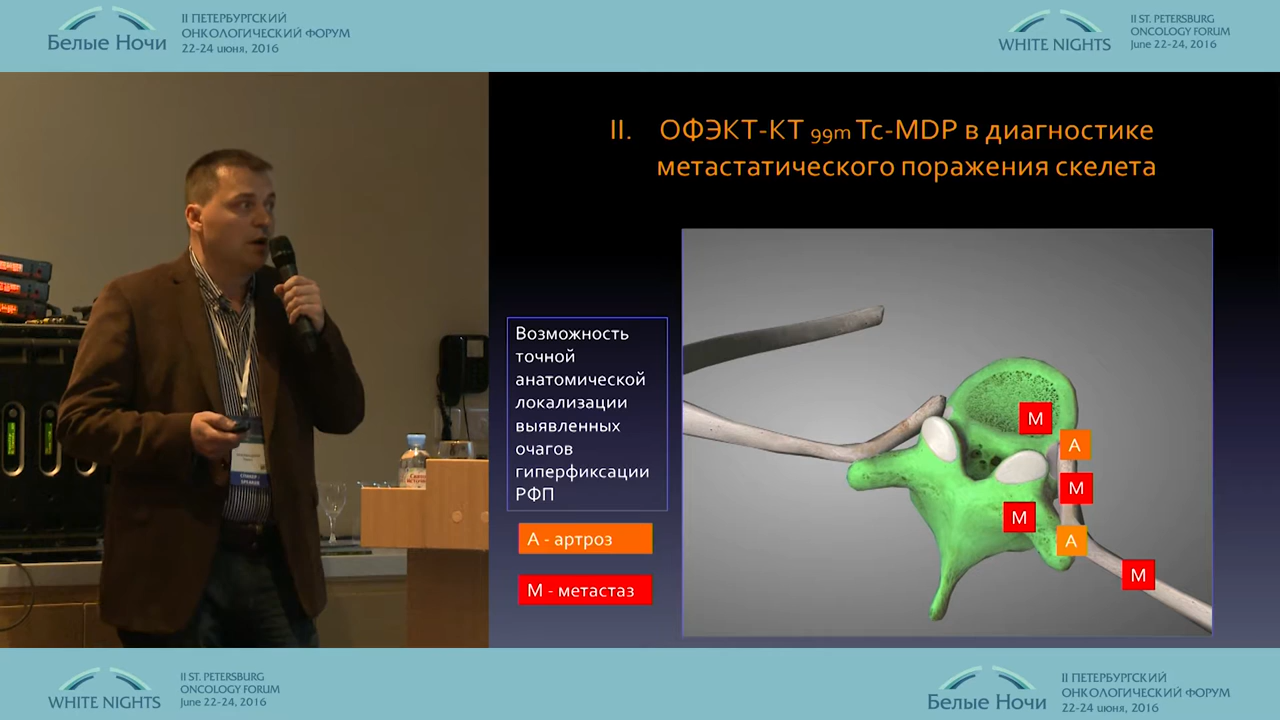 II ПЕТЕРБУРГСКИЙ
ОНКОЛОГИЧЕСКИЙ ФОРУМ
Белые Ночи
22-24 июня, 2016
II ST. PETERSBURG
ONCOLOGY FORUM
WHITE NIGHTS
June 22-24, 2016
II. ОФЭКТ-КТ 99m Tc-MDP в диагностике
метастатического поражения скелета
Возможность
точной
анатомической
локализации
выявленных
очагов
гиперфиксации
РФП
А - артроз
М - метастаз
М
А
М
М
А
М
СПИКЕР
SPEAKER
II ST. PETERSBURG
ONCOLOGY FORUM
WHITE NIGHTS
June 22-24, 2016
II ПЕТЕРБУРГСКИЙ
ОНКОЛОГИЧЕСКИЙ ФОРУМ
Белые Ночи
22-24 июня, 2016